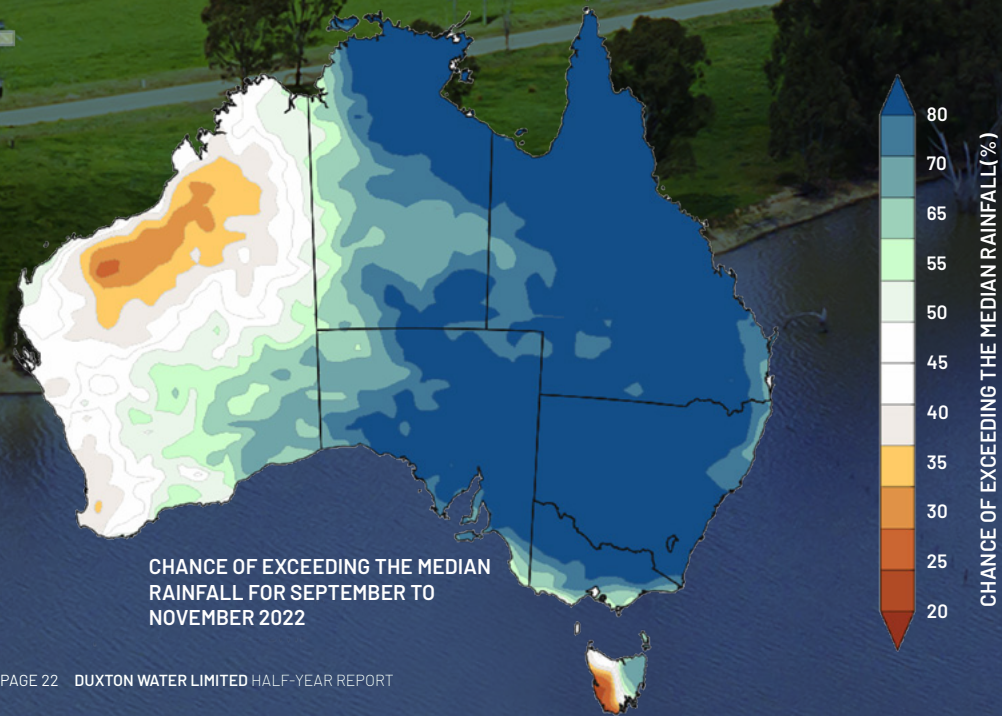 80
70
65
55
50
45
40
35
30
25
20
CHANCE OF EXCEEDING THE MEDIAN RAINFALL(%)
CHANCE OF EXCEEDING THE MEDIAN
RAINFALL FOR SEPTEMBER TO
NOVEMBER 2022
PAGE 22 DUXTON WATER LIMITED HALF-YEAR REPORT